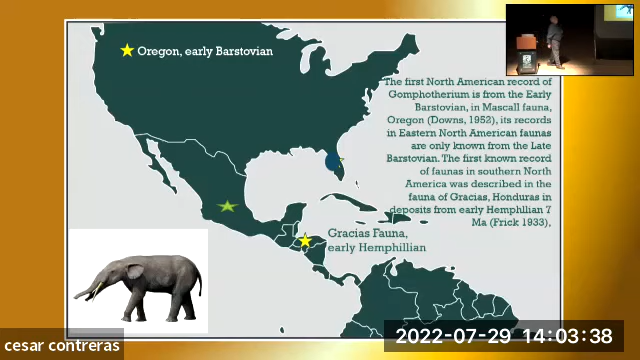 Oregon, early Barstovian
The first North American record of
Gomphotherium is from the Early
Barstovian, in Mascall fauna,
Oregon (Downs, 1952), its records
in Eastern North American faunas
are only known from the Late
Barstovian. The first known record
of faunas in southern North
America was described in the
fauna of Gracias, Honduras in
deposits from early Hemphllian 7
Ma (Frick 1933),
Gracias Fauna,
early Hemphillian
cesar contreras
2022-07-29 14:03:38